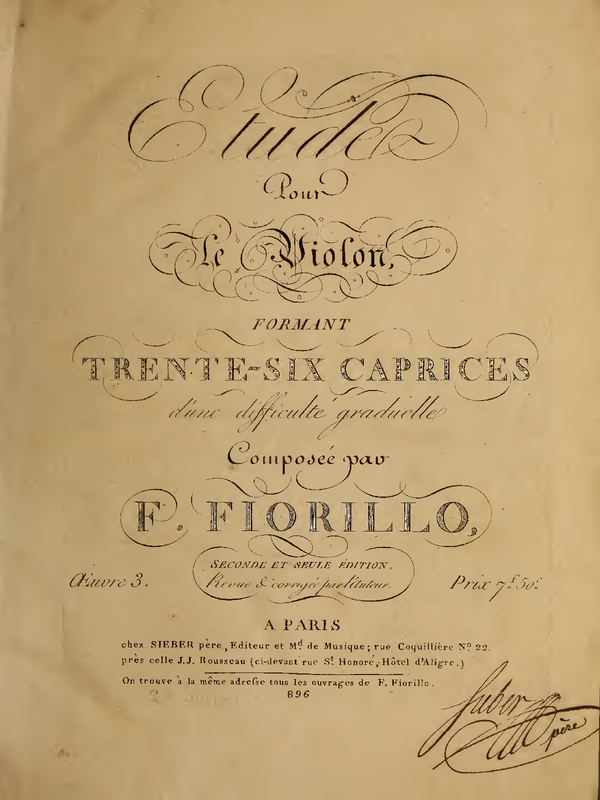 Etude
Pour
Le Violon,
FORMANT
TRENTE-SIX CAPRICES
d'une difficulté graduelle
Composée par
F. FIORILLO,
SECONDE ET SEULE ÉDITION,
Revue & corrigée par l'Auteur.
Œuvre 3.
Prix 7.f 50.c
A PARIS
chez SIEBER père, Editeur et Md de Musique; rue Coquillière No 22.
près celle J.J. Rousseau (ci-devant rue St Honoré, Hôtel d'Aligre.)
On trouve à la même adresse tous les ouvrages de F. Fiorillo.
896
père